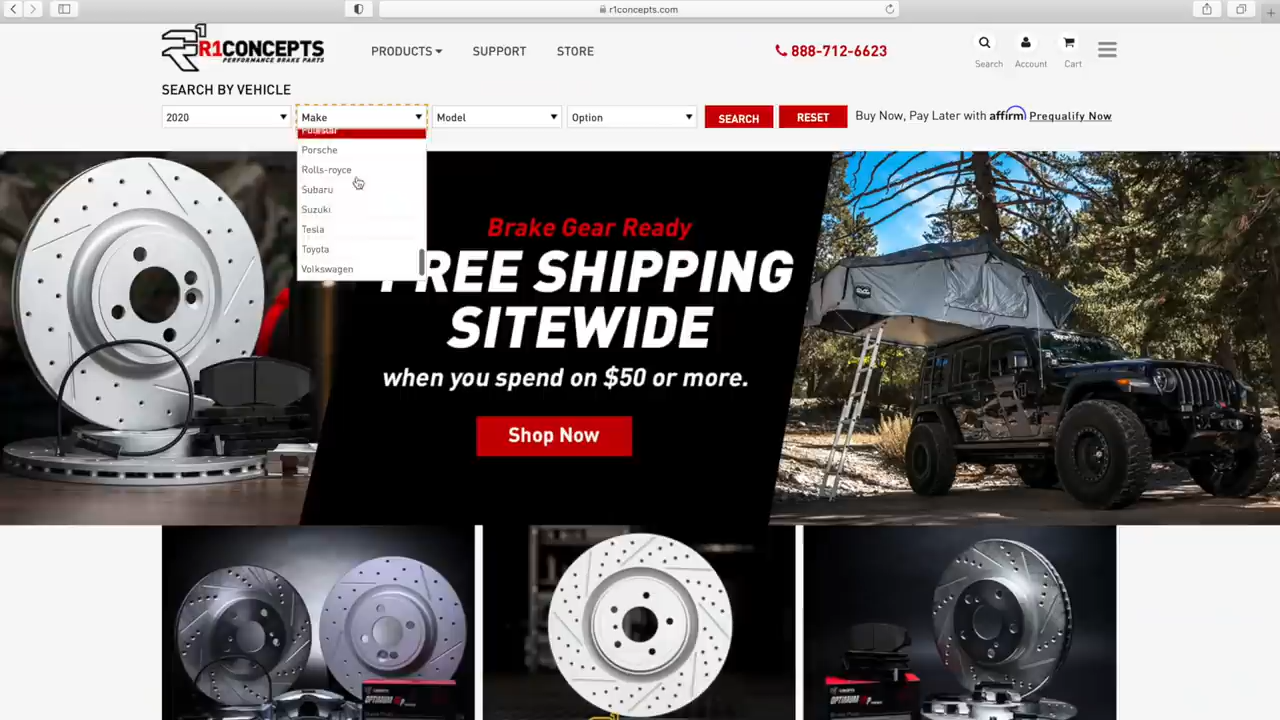 r1concepts.com
R1CONCEPTS
PERFORMANCE BRAKE PARTS
PRODUCTS
SUPPORT
STORE
888-712-6623
Search
Account
Cart
SEARCH BY VEHICLE
2020
Make
Model
Option
SEARCH
RESET
Buy Now, Pay Later with affirm Prequalify Now
Polestar
Porsche
Rolls-royce
Subaru
Suzuki
Tesla
Toyota
Volkswagen
Brake Gear Ready
FREE SHIPPING
SITEWIDE
when you spend on $50 or more.
Shop Now